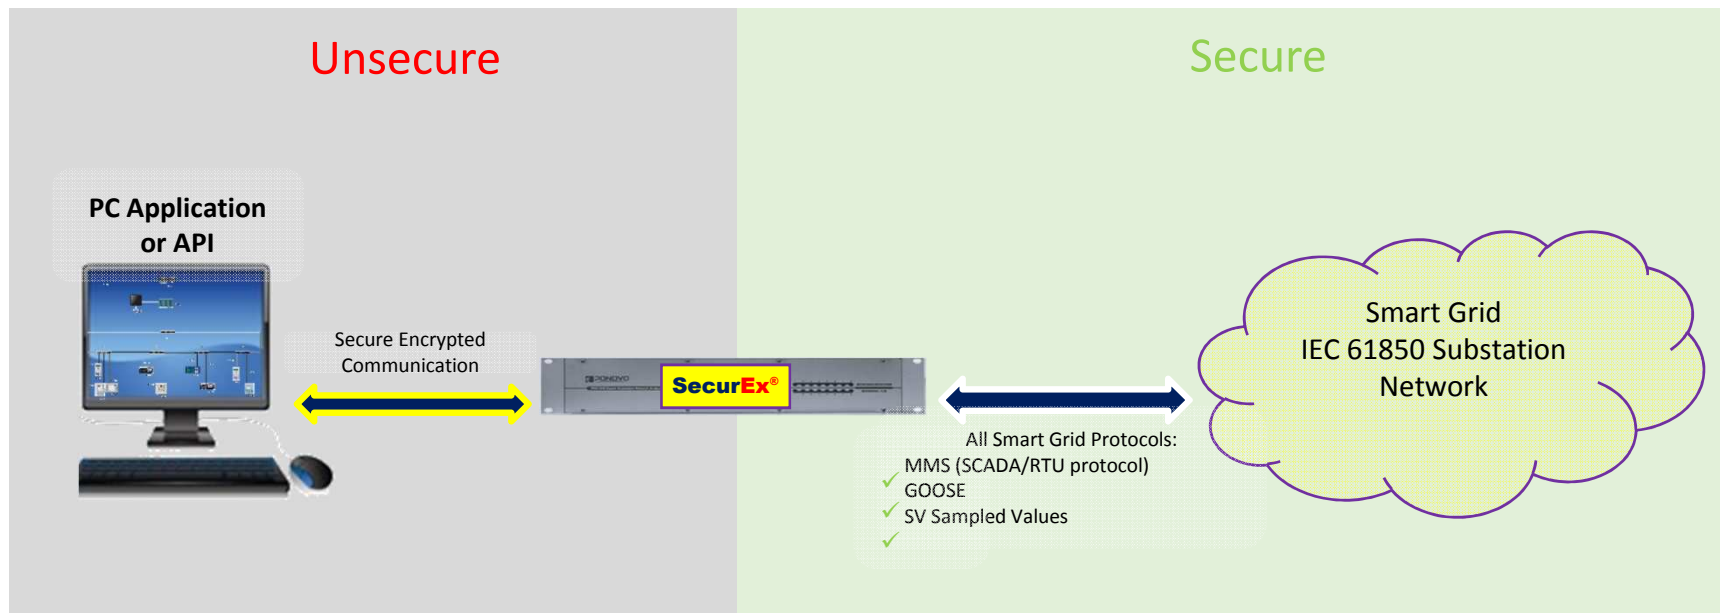 Unsecure
Secure
PC Application
or API
Secure Encrypted
Communication
PONOVO
SecurEx®
Smart Grid
IEC 61850 Substation
Network
All Smart Grid Protocols:
MMS (SCADA/RTU protocol)
GOOSE
SV Sampled Values